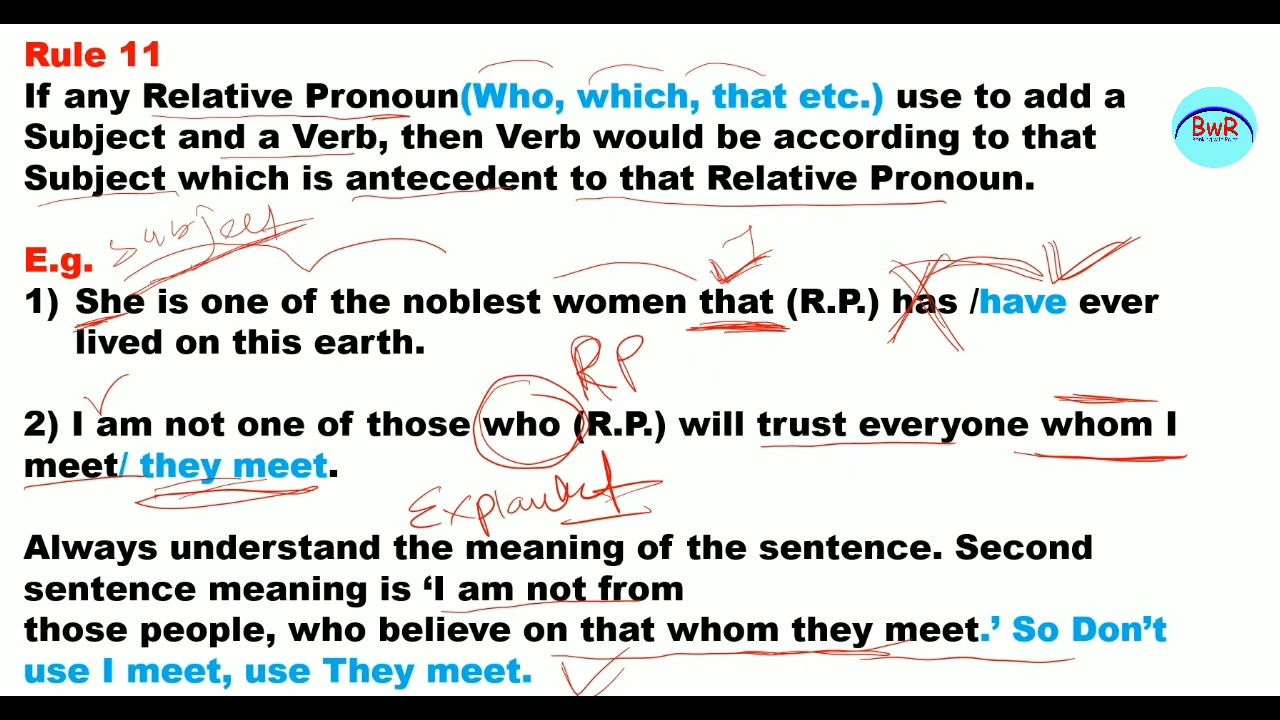 Rule 11
If any Relative Pronoun(Who, which, that etc.) use to add a
Subject and a Verb, then Verb would be according to that
Subject which is antecedent to that Relative Pronoun.
BwR
Subject
E.g.
1) She is one of the noblest women that (R.P.) has /have ever
lived on this earth.
RP
2) I am not one of those who (R.P.) will trust everyone whom I
meet/ they meet.
Always understand the meaning of the sentence. Second
sentence meaning is ‘I am not from
those people, who believe on that whom they meet.’ So Don’t
use I meet, use They meet.